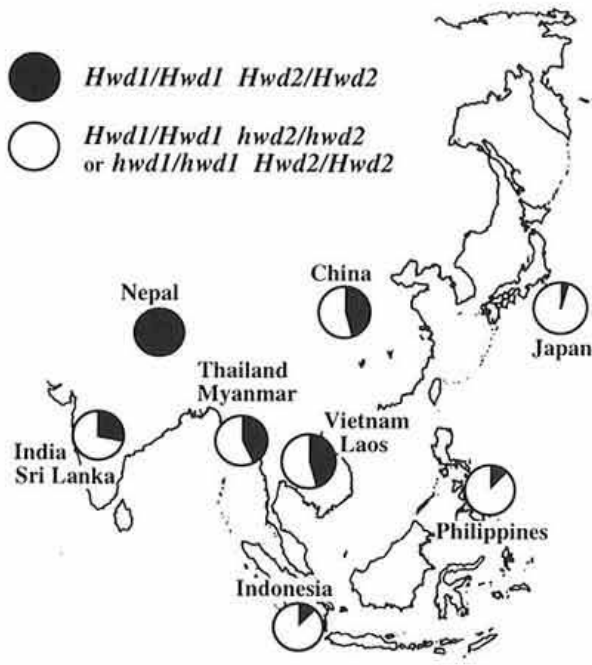 Hwd1/Hwd1 Hwd2/Hwd2
Hwd1/Hwd1 hwd2/hwd2
or hwd1/hwd1 Hwd2/Hwd2
China
Nepal
Japan
Thailand
Myanmar
Vietnam
Laos
India
Sri Lanka
Philippines
Indonesia